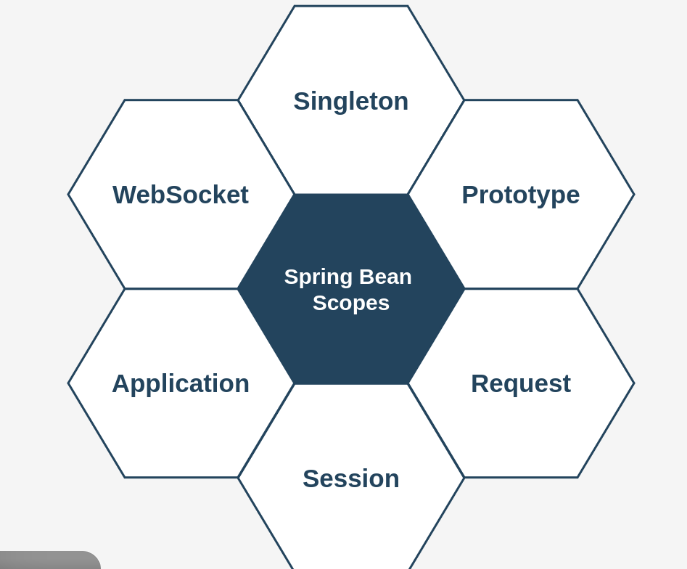 Singleton
WebSocket
Prototype
Spring Bean
Scopes
Application
Request
Session